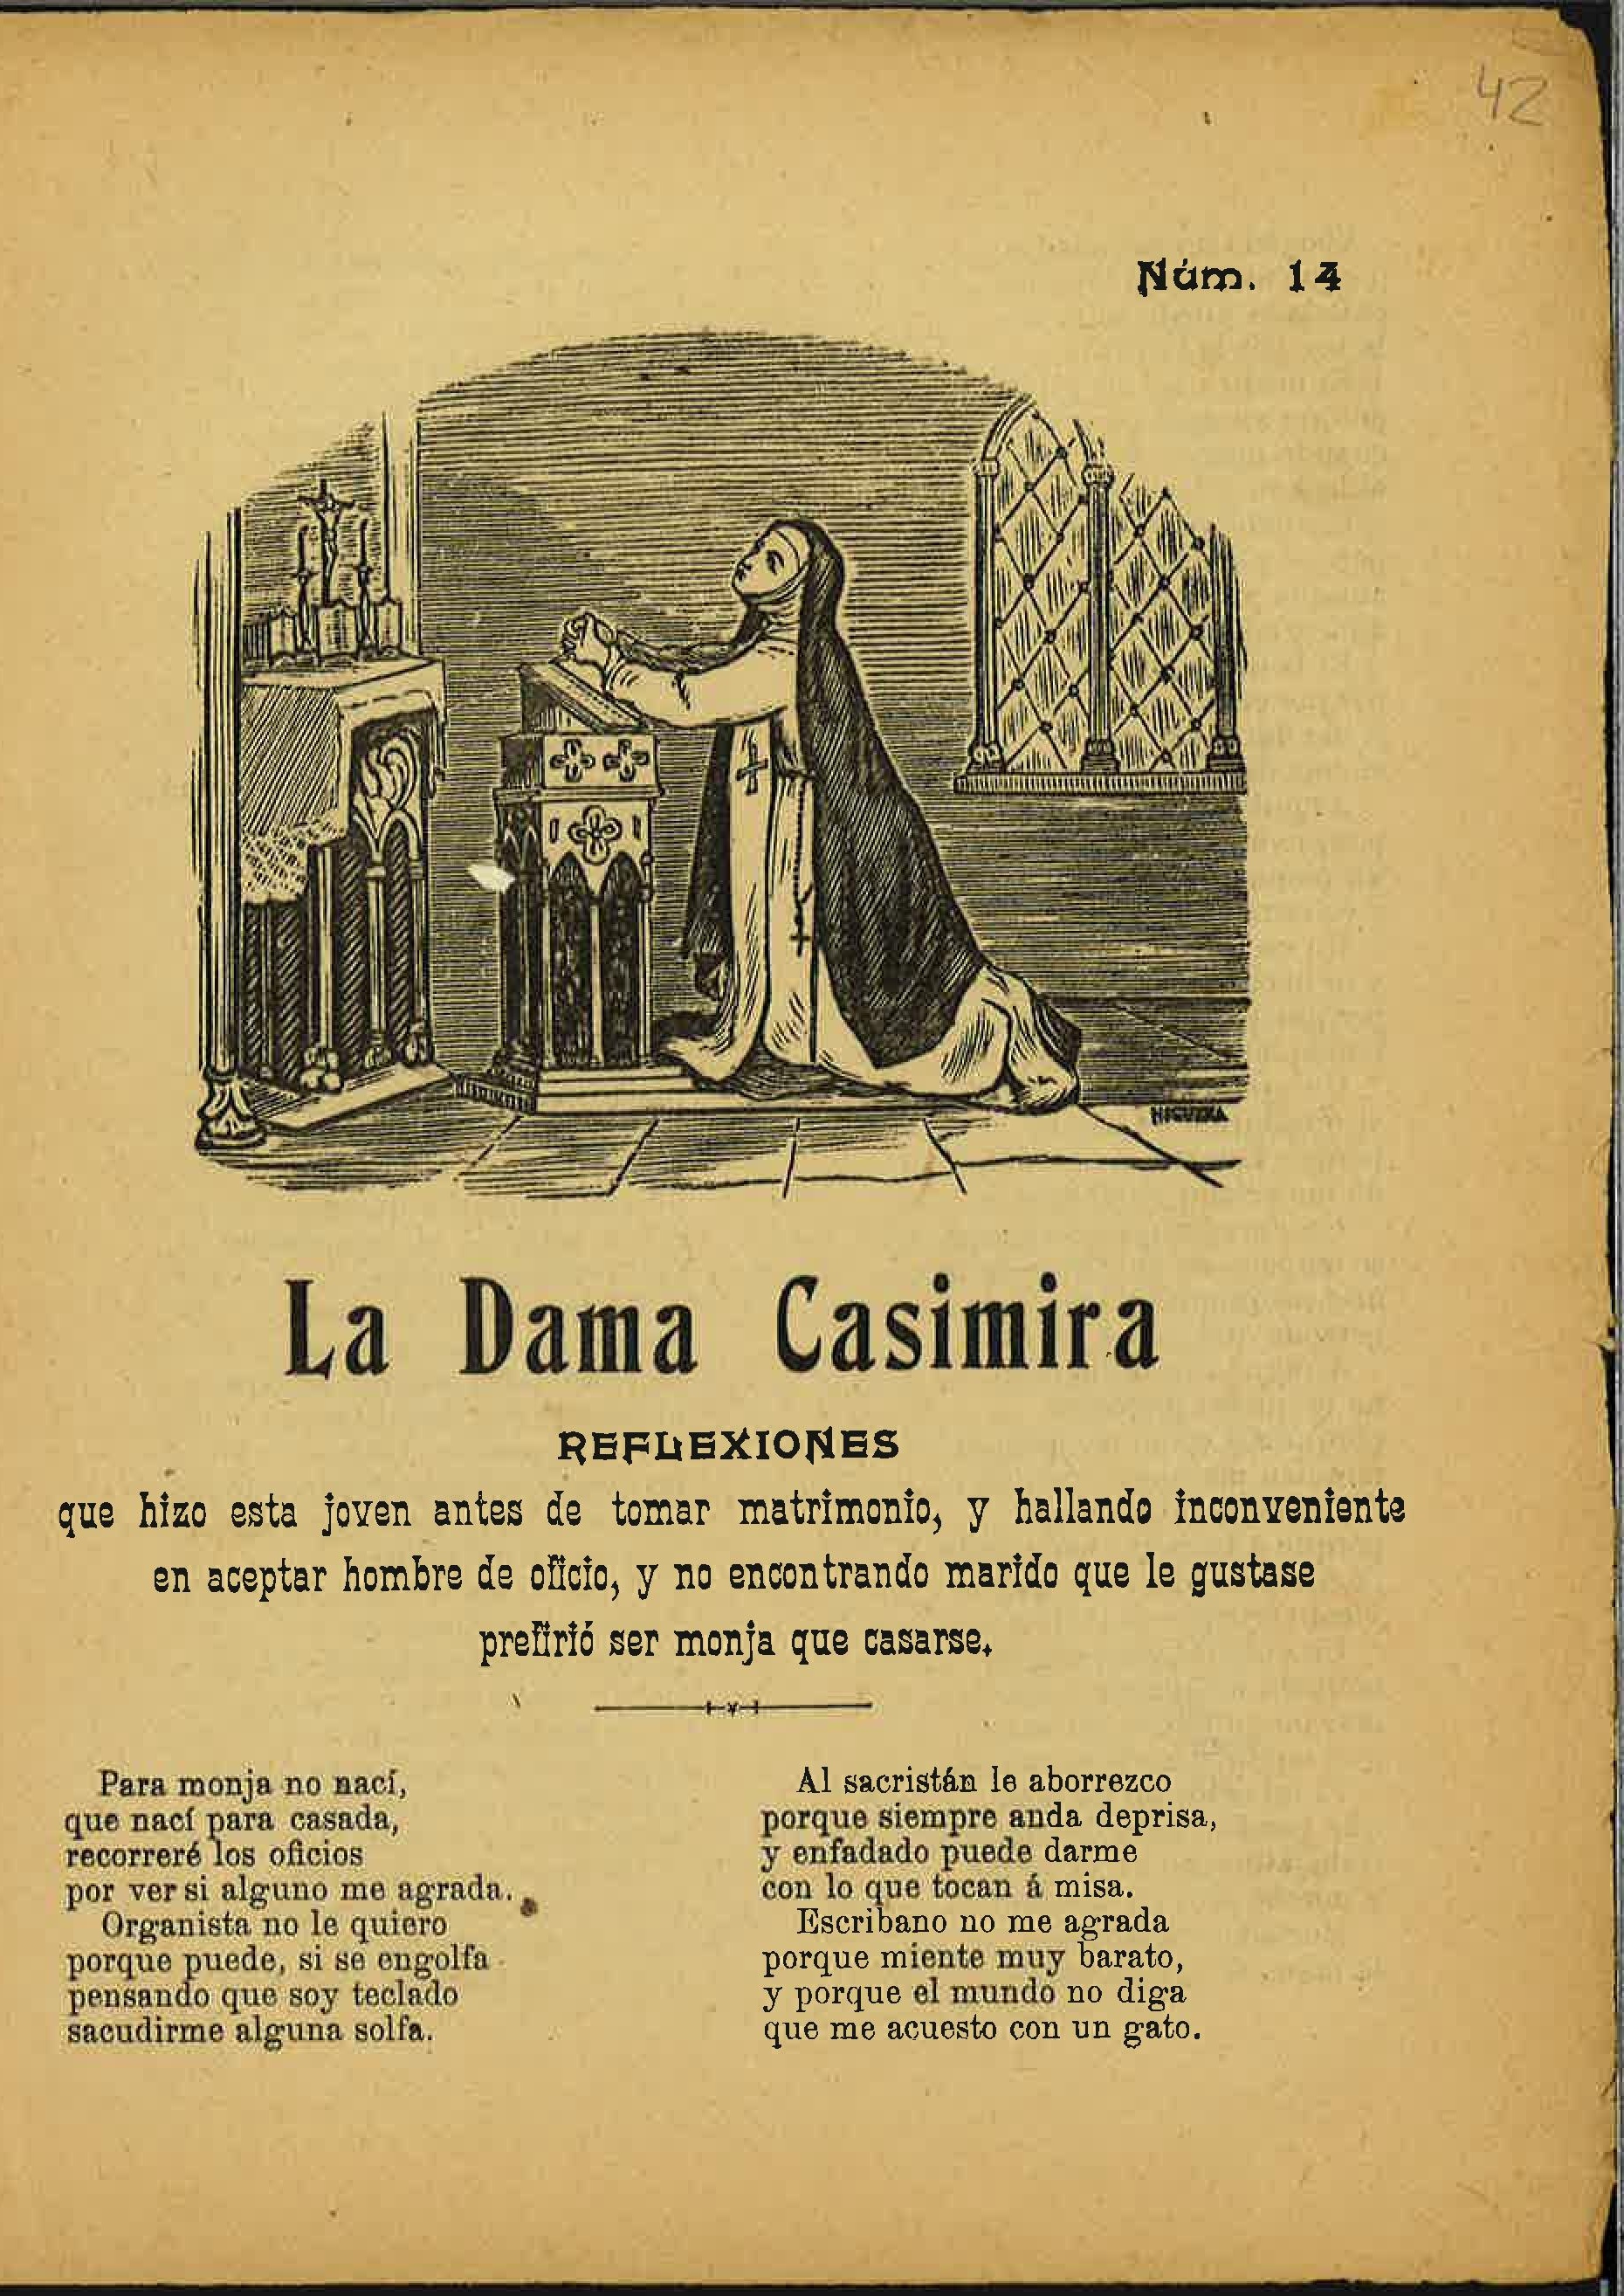 42
Núm. 14
La Dama Casimira
REFLEXIONES
que hizo esta joven antes de tomar matrimonio, y hallando inconveniente
en aceptar hombre de oficio, y no encontrando marido que le gustase
prefirió ser monja que casarse.
Para monja no nací,
que nací para casada,
recorreré los oficios
por ver si alguno me agrada.
Organista no le quiero
porque puede, si se engolfa
pensando que soy teclado
sacudirme alguna solfa.
Al sacristán le aborrezco
porque siempre anda deprisa,
y enfadado puede darme
con lo que tocan á misa.
Escribano no me agrada
porque miente muy barato,
y porque el mundo no diga
que me acuesto con un gato.